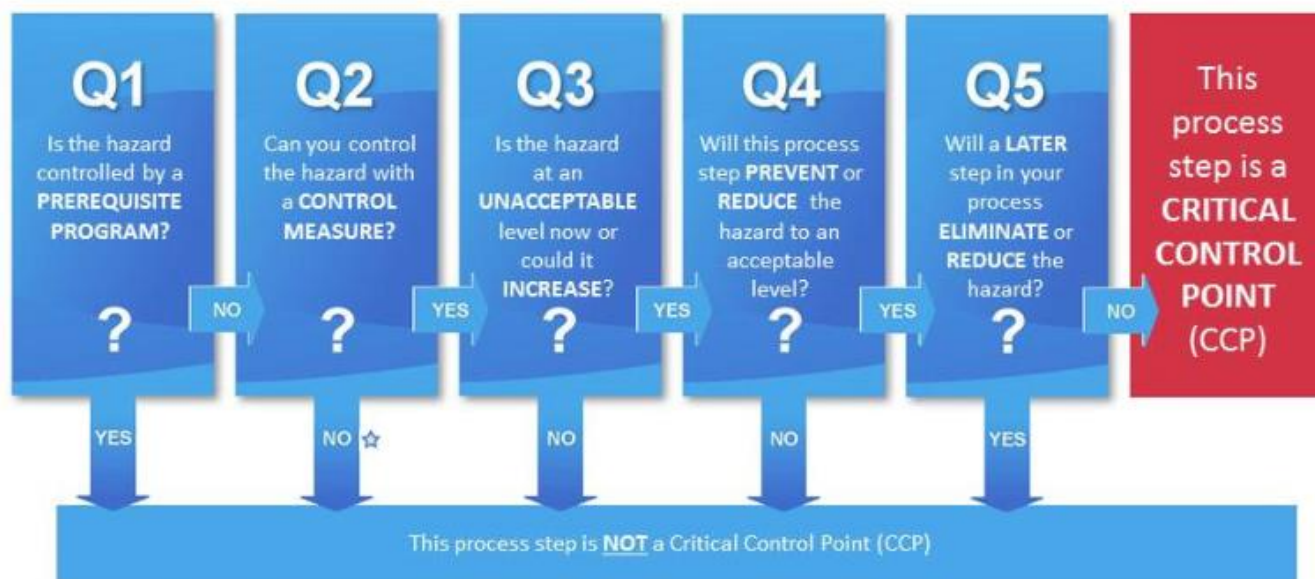 Q1
Is the hazard
controlled by a
PREREQUISITE
PROGRAM?
?
YES
NO
Q2
Can you control
the hazard with
a CONTROL
MEASURE?
?
NO ☆
YES
Q3
Is the hazard
at an
UNACCEPTABLE
level now or
could it
INCREASE?
?
NO
YES
Q4
Will this process
step PREVENT or
REDUCE the
hazard to an
acceptable
level?
?
NO
YES
Q5
Will a LATER
step in your
process
ELIMINATE or
REDUCE the
hazard?
?
YES
NO
This
process
step is a
CRITICAL
CONTROL
POINT
(CCP)
This process step is NOT a Critical Control Point (CCP)